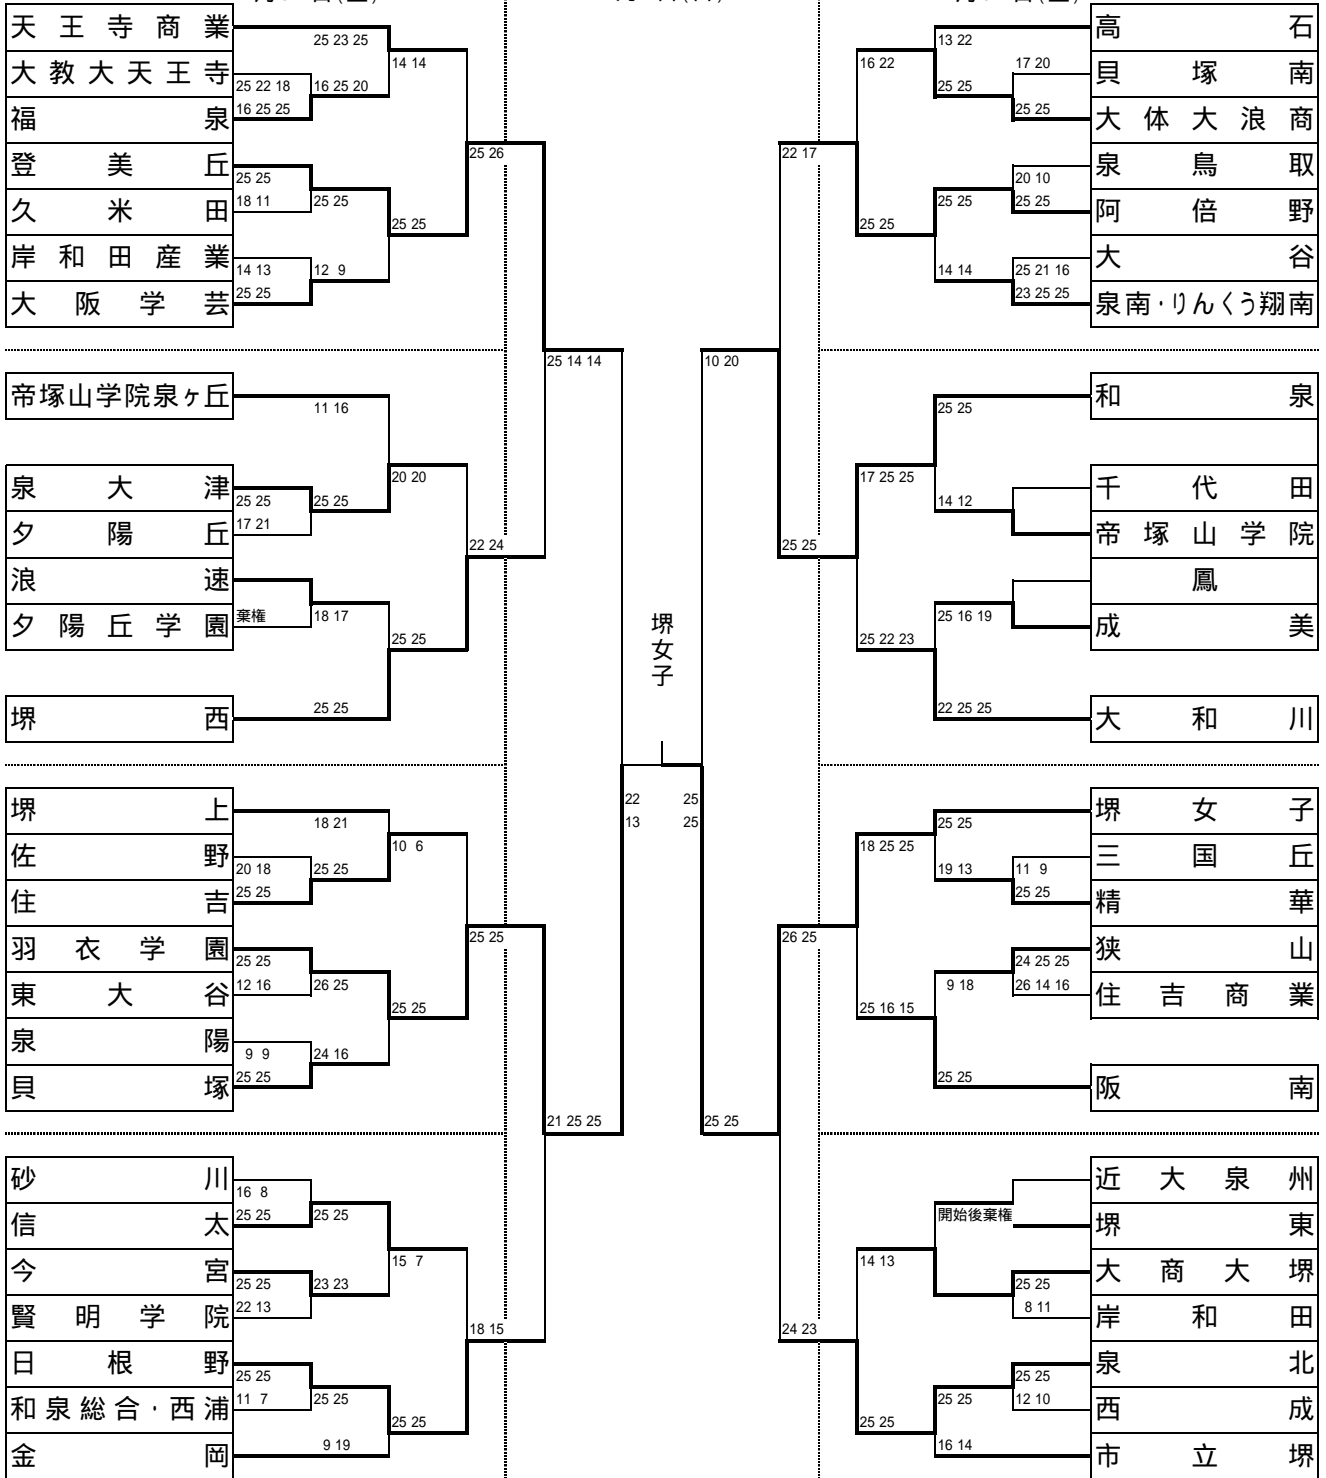 天王寺商業
25 23 25
14 14
大教大天王寺
25 22 18
16 25 20
福泉
16 25 25
25 26
登美丘
25 25
久米田
18 11
25 25
25 25
岸和田産業
14 13
12 9
大阪学芸
25 25
25 14 14
帝塚山学院泉ヶ丘
11 16
20 20
泉大津
25 25
25 25
夕陽丘
17 21
22 24
浪速
夕陽丘学園
棄権
18 17
25 25
堺西
25 25
堺上
18 21
10 6
佐野
20 18
25 25
住吉
25 25
25 25
羽衣学園
25 25
東大谷
12 16
26 25
25 25
泉陽
9 9
24 16
貝塚
25 25
21 25 25
砂川
16 8
信太
25 25
25 25
15 7
今宮
25 25
23 23
賢明学院
22 13
18 15
日根野
25 25
和泉総合・西浦
11 7
25 25
25 25
金岡
9 19
堺女子
22 25
13 25
高石
13 22
16 22
貝塚南
17 20
25 25
大体大浪商
25 25
22 17
泉鳥取
20 10
阿倍野
25 25
25 25
25 25
大谷
25 21 16
14 14
泉南・りんくう翔南
23 25 25
10 20
和泉
25 25
17 25 25
千代田
14 12
帝塚山学院
25 25
鳳
成美
25 16 19
25 22 23
大和川
22 25 25
堺女子
25 25
18 25 25
三国丘
11 9
19 13
精華
25 25
26 25
狭山
24 25 25
住吉商業
26 14 16
9 18
25 16 15
阪南
25 25
25 25
近大泉州
堺東
開始後棄権
14 13
大商大堺
25 25
岸和田
8 11
24 23
泉北
25 25
西成
12 10
25 25
25 25
市立堺
16 14